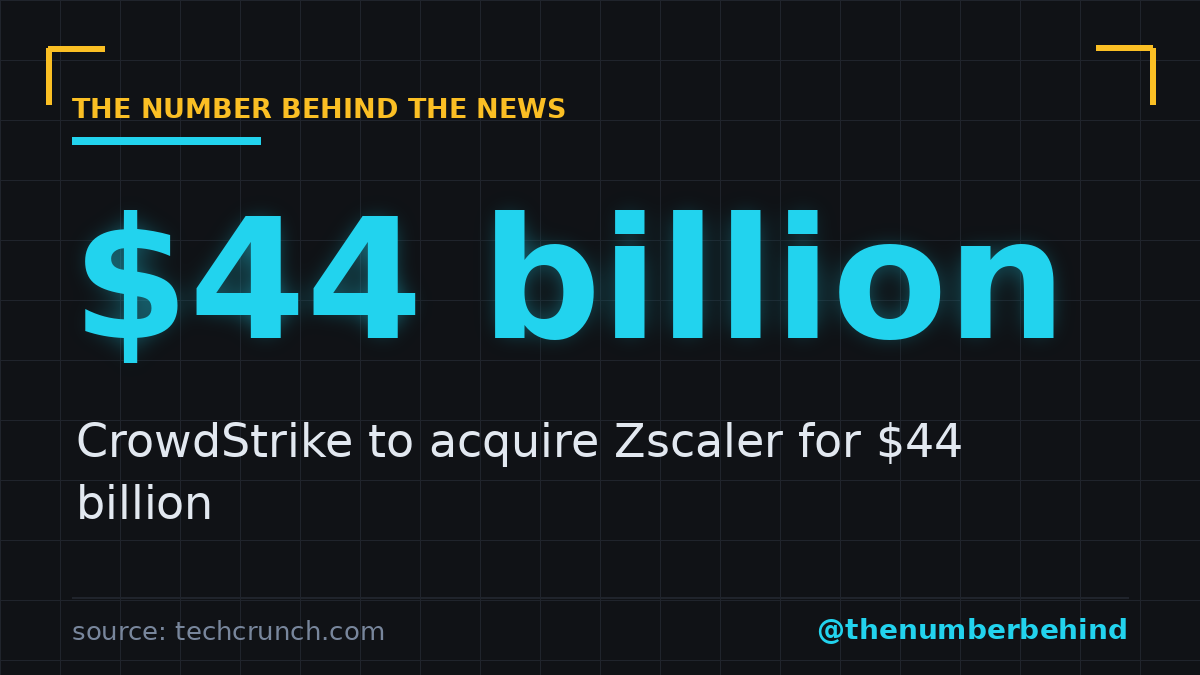 THE NUMBER BEHIND THE NEWS
$44 billion
CrowdStrike to acquire Zscaler for $44
billion
source: techcrunch.com
@thenumberbehind